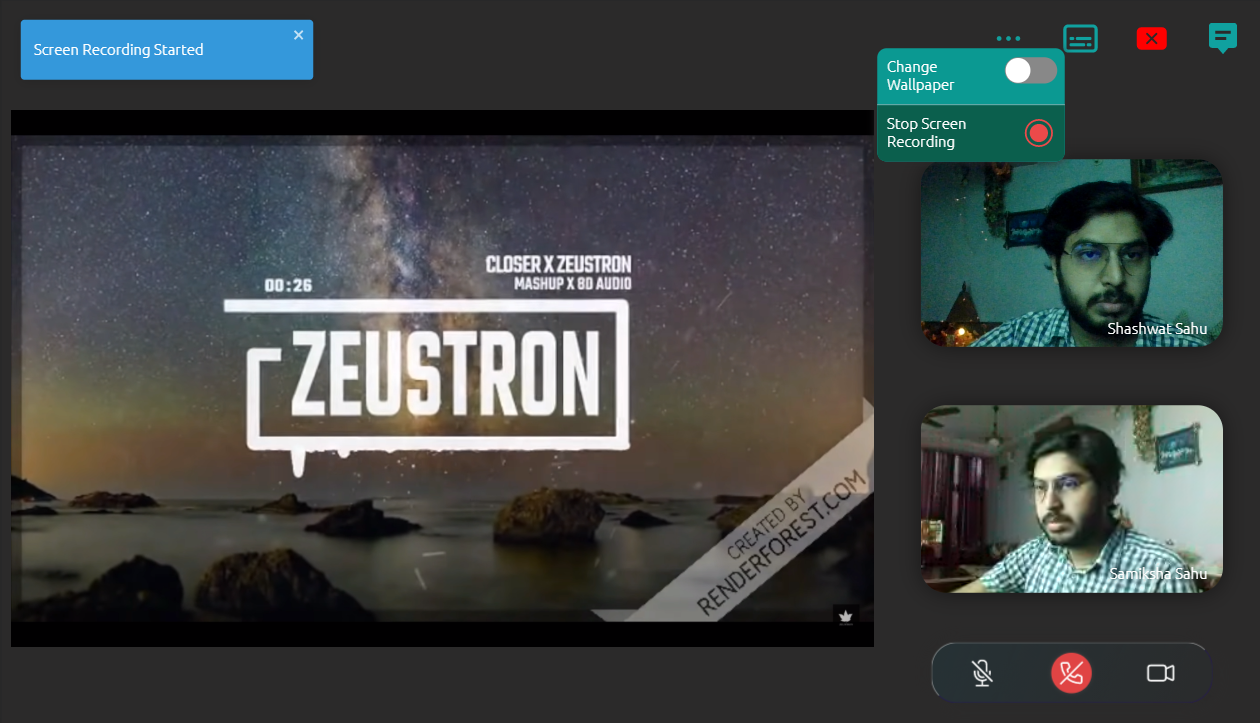 Screen Recording Started
Change
Wallpaper
Stop Screen
Recording
CLOSER X ZEUSTRON
00:26
MASHUP X 8D AUDIO
ZEUSTRON
CREATED BY
RENDERFOREST.COM
Shashwat Sahu
Samiksha Sahu